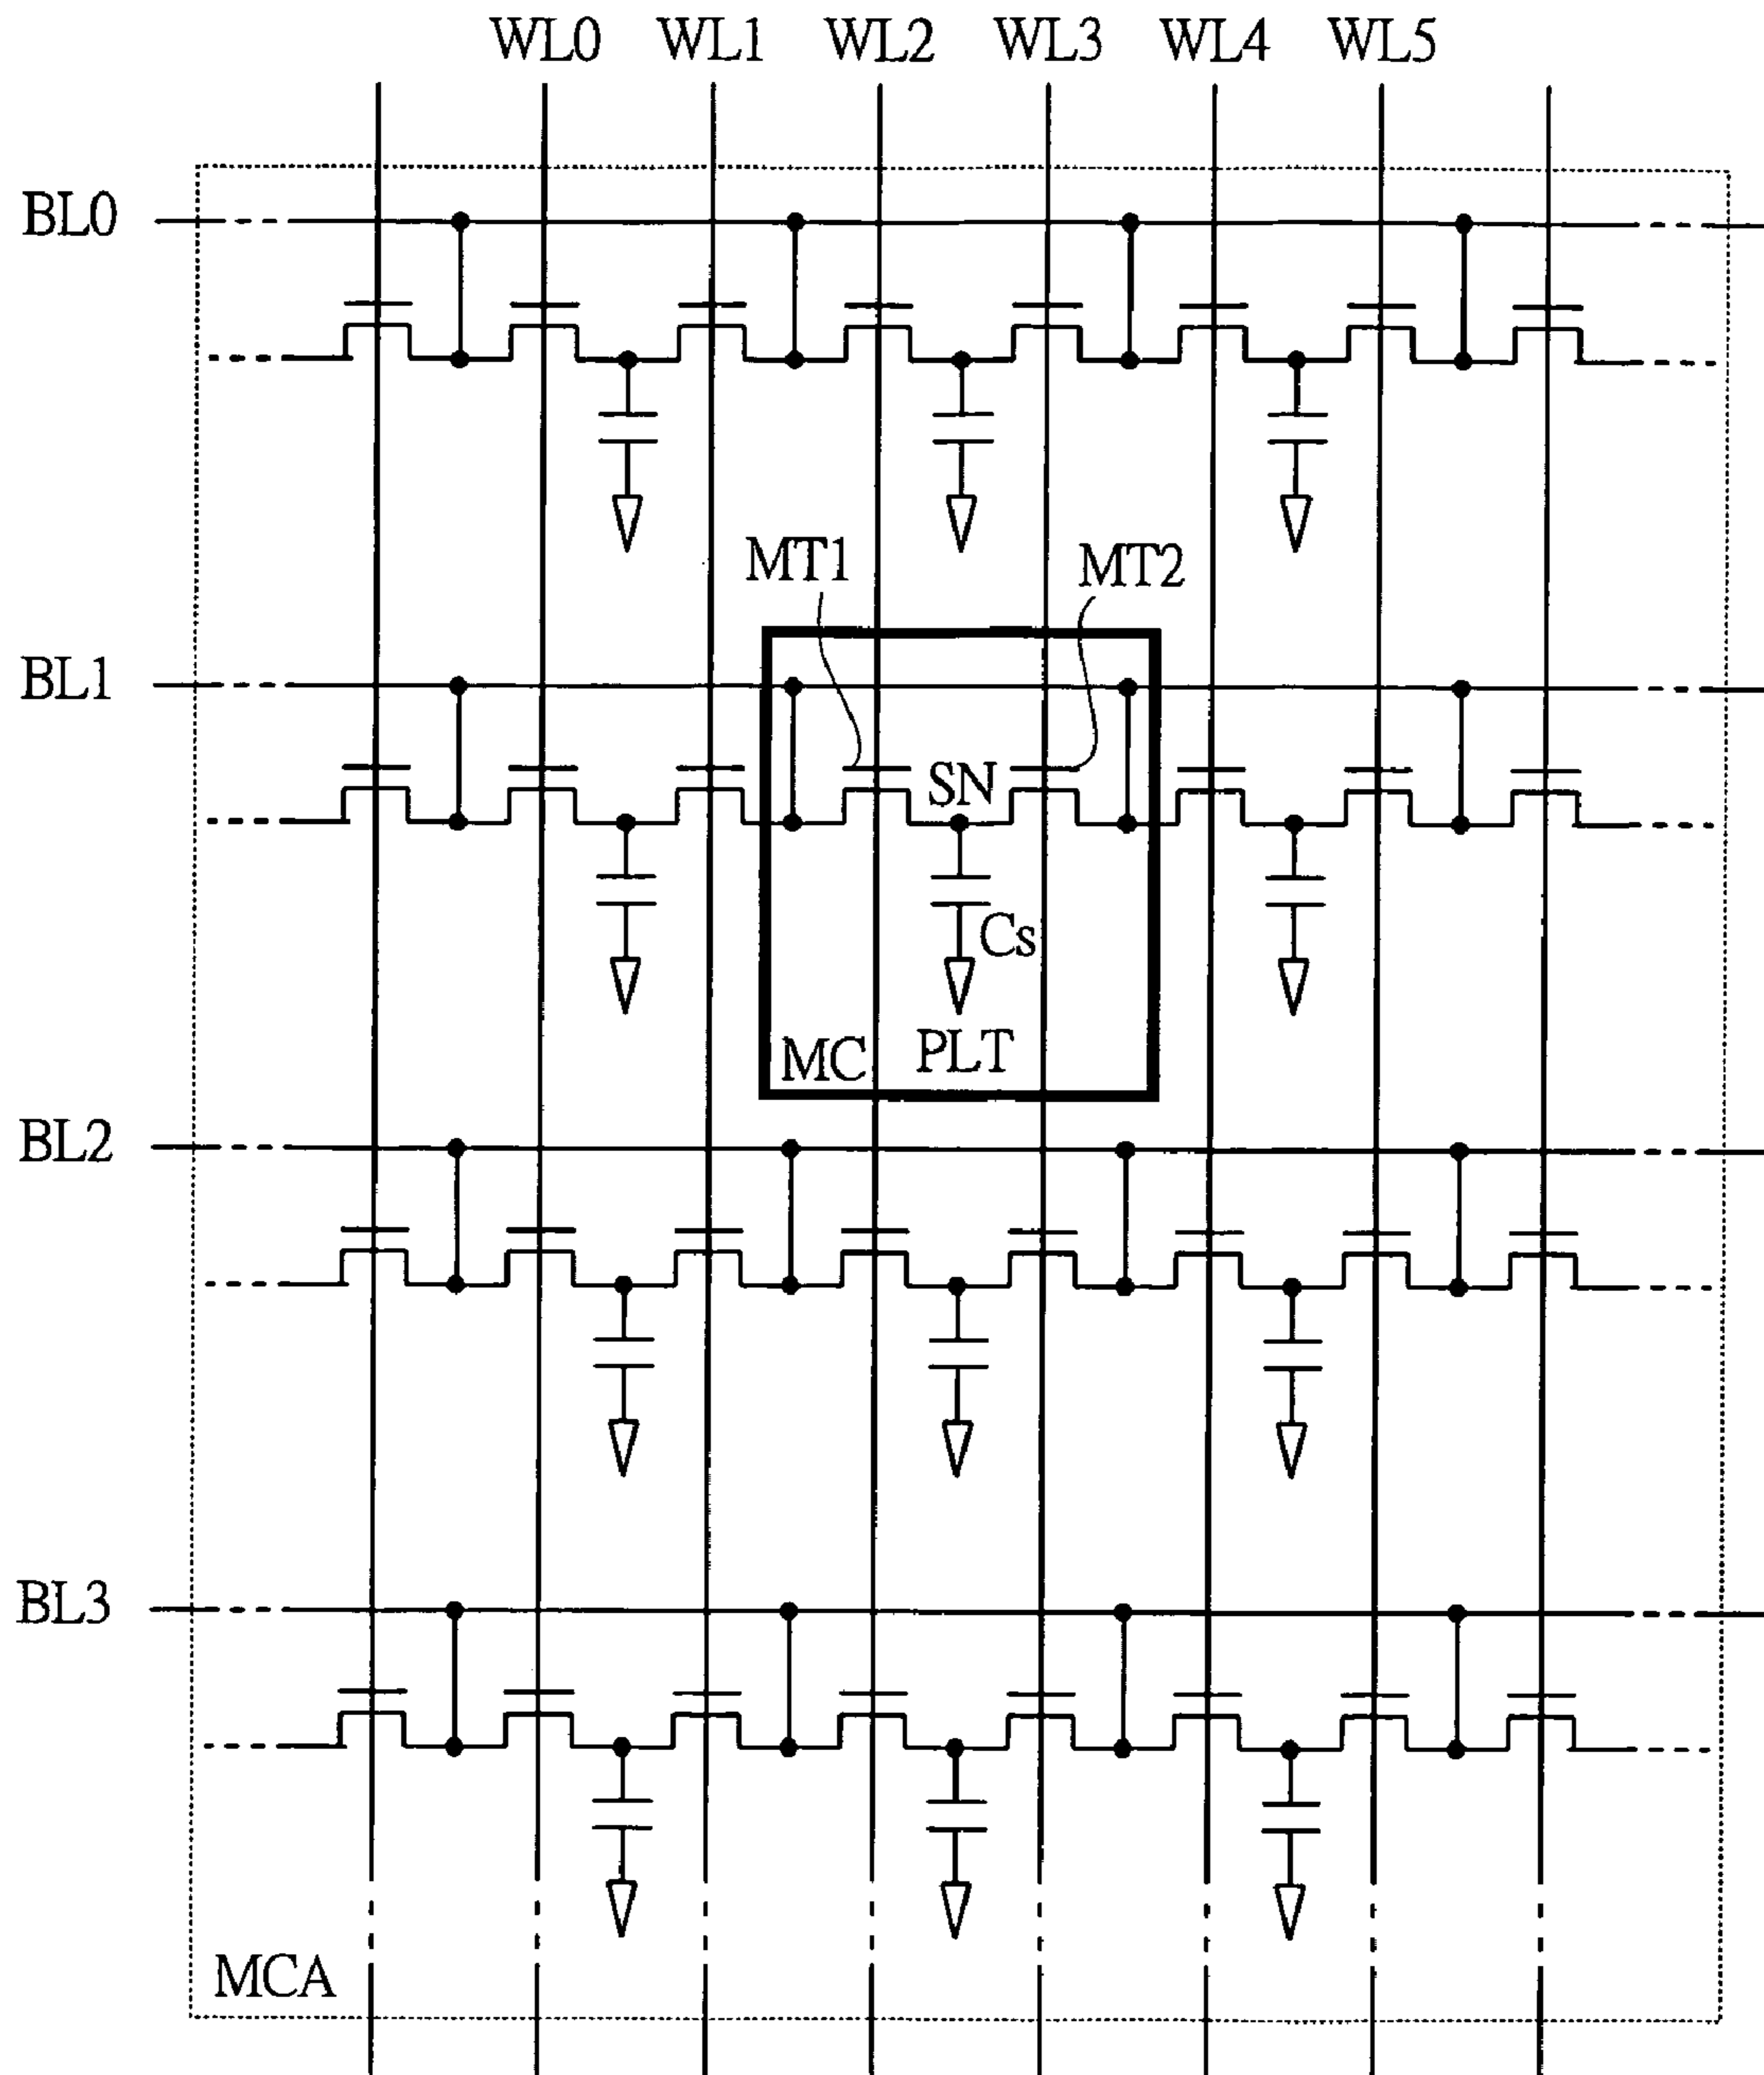 WL0 WL1 WL2 WL3 WL4 WL5
BL0
MT1 MT2
BL1
SN
Cs
MC PLT
BL2
BL3
MCA